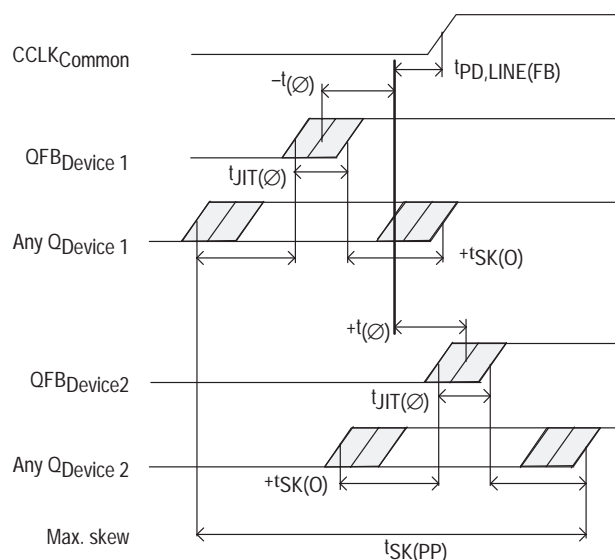 CCLKCommon
tPD,LINE(FB)
–t(∅)
QFBDevice 1
tJIT(∅)
Any QDevice 1
+tSK(O)
+t(∅)
QFBDevice2
tJIT(∅)
Any QDevice 2
+tSK(O)
Max. skew
tSK(PP)